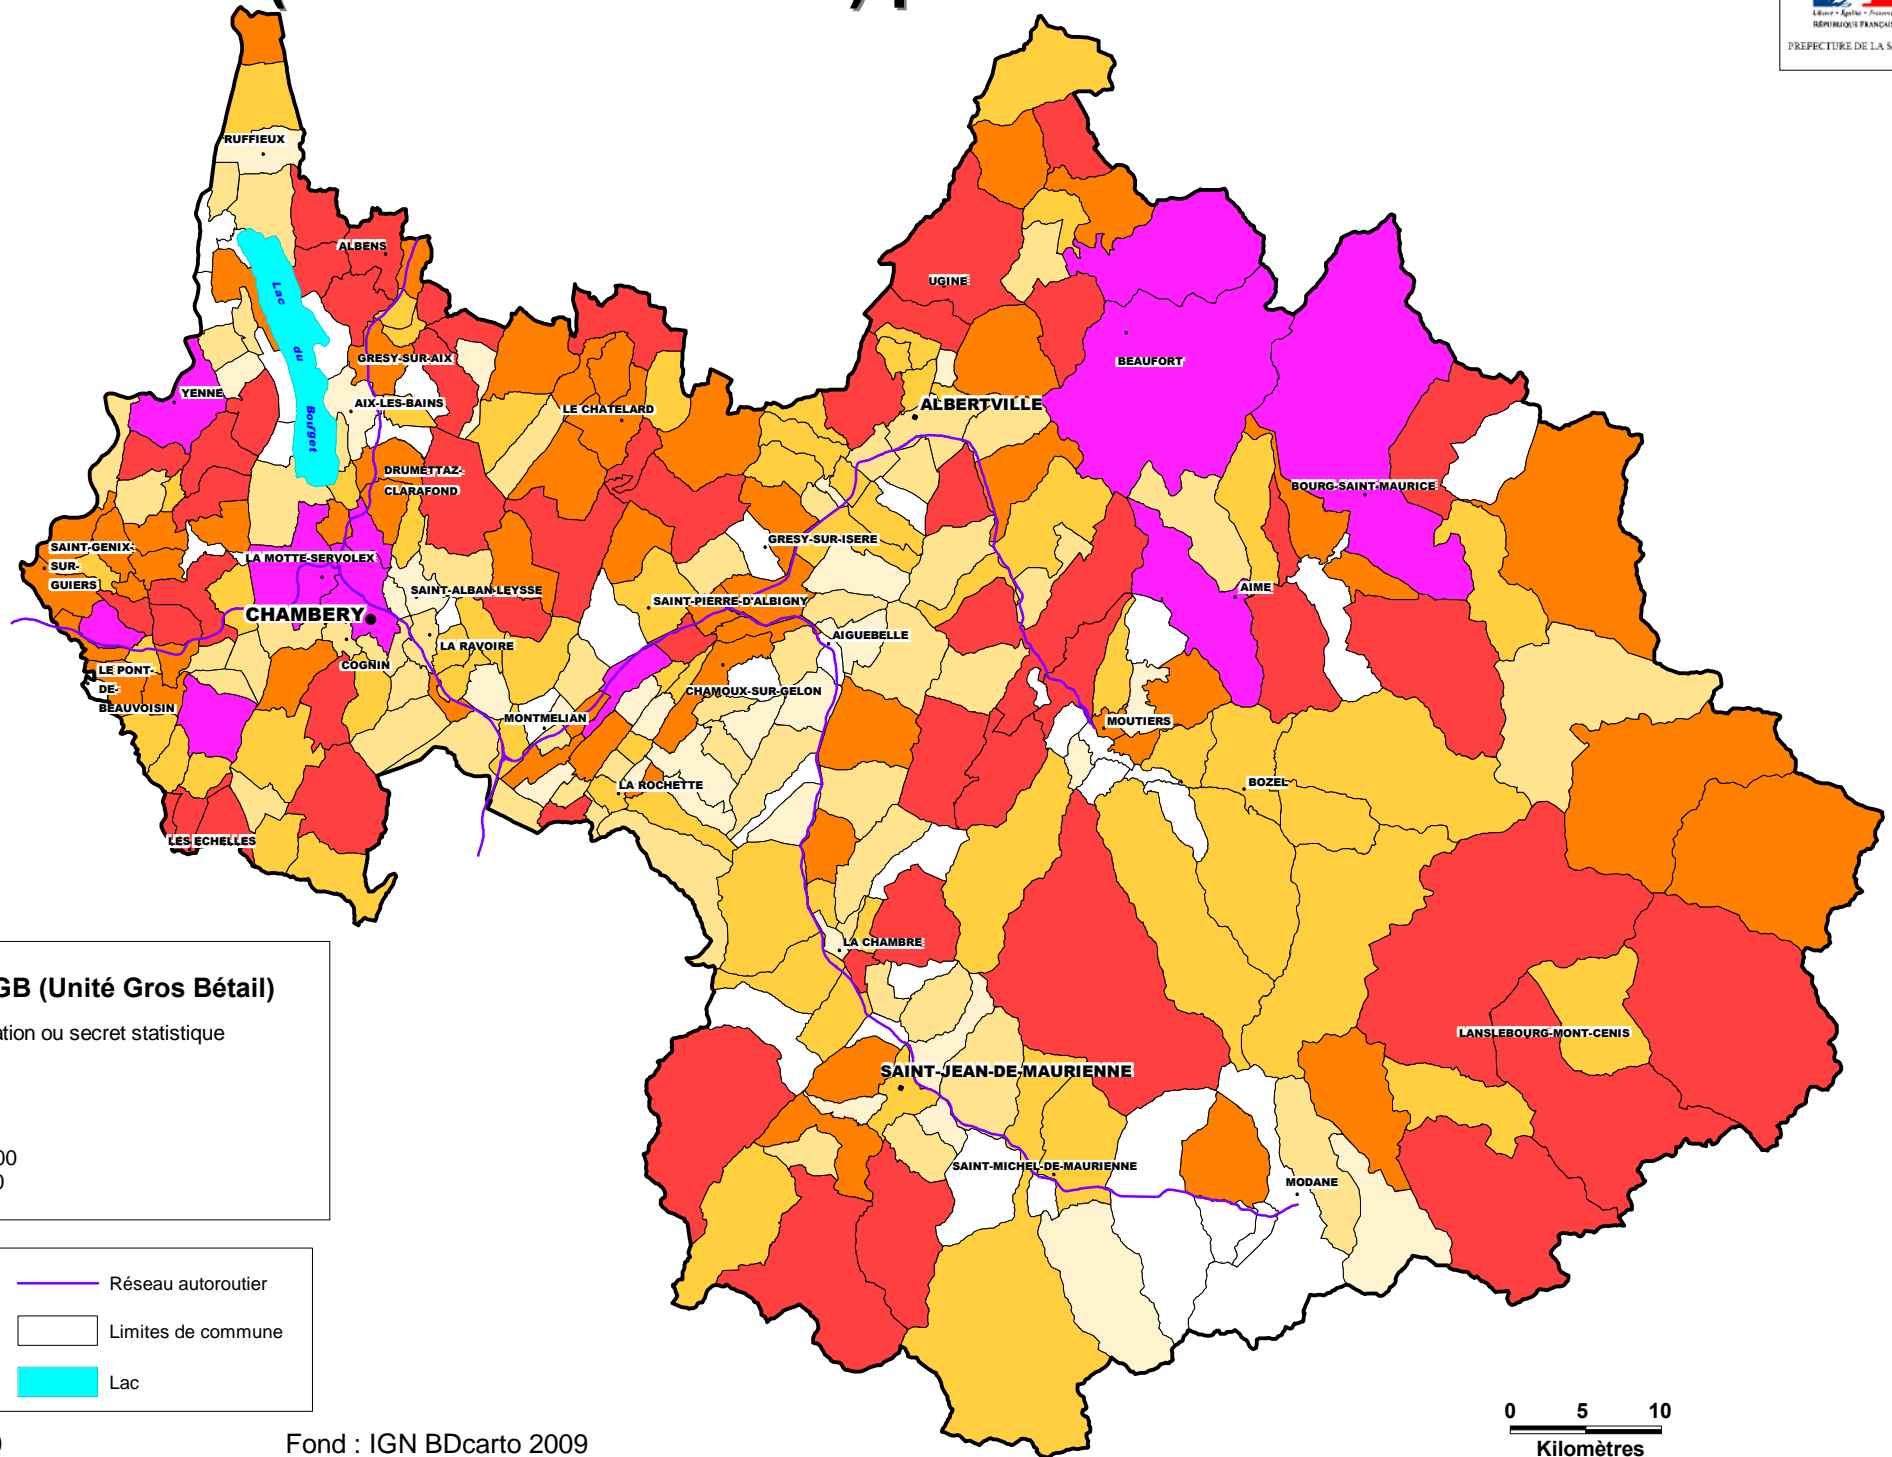 RÉPUBLIQUE FRANÇAI
PREFECTURE DE LA S
RUFFIEUX
ALBENS
Lac
du
Bourget
UGINE
GRESY-SUR-AIX
BEAUFORT
YENNE
AIX-LES-BAINS
LE CHATELARD
ALBERTVILLE
DRUMETTAZ-
CLARAFOND
BOURG-SAINT-MAURICE
SAINT-GENIX-
SUR-
GUIERS
LA MOTTE-SERVOLEX
GRESY-SUR-ISERE
SAINT-ALBAN-LEYSSE
AIME
CHAMBERY
SAINT-PIERRE-D'ALBIGNY
AIGUEBELLE
LA RAVOIRE
COGNIN
LE PONT-
DE-
BEAUVOISIN
CHAMOUX-SUR-GELON
MONTMELIAN
MOUTIERS
LA ROCHETTE
BOZEL
LES ECHELLES
LA CHAMBRE
GB (Unité Gros Bétail)
ation ou secret statistique
LANSLEBOURG-MONT-CENIS
SAINT-JEAN-DE-MAURIENNE
00
0
SAINT-MICHEL-DE-MAURIENNE
MODANE
Réseau autoroutier
Limites de commune
Lac
Fond : IGN BDcarto 2009
0 5 10
Kilomètres